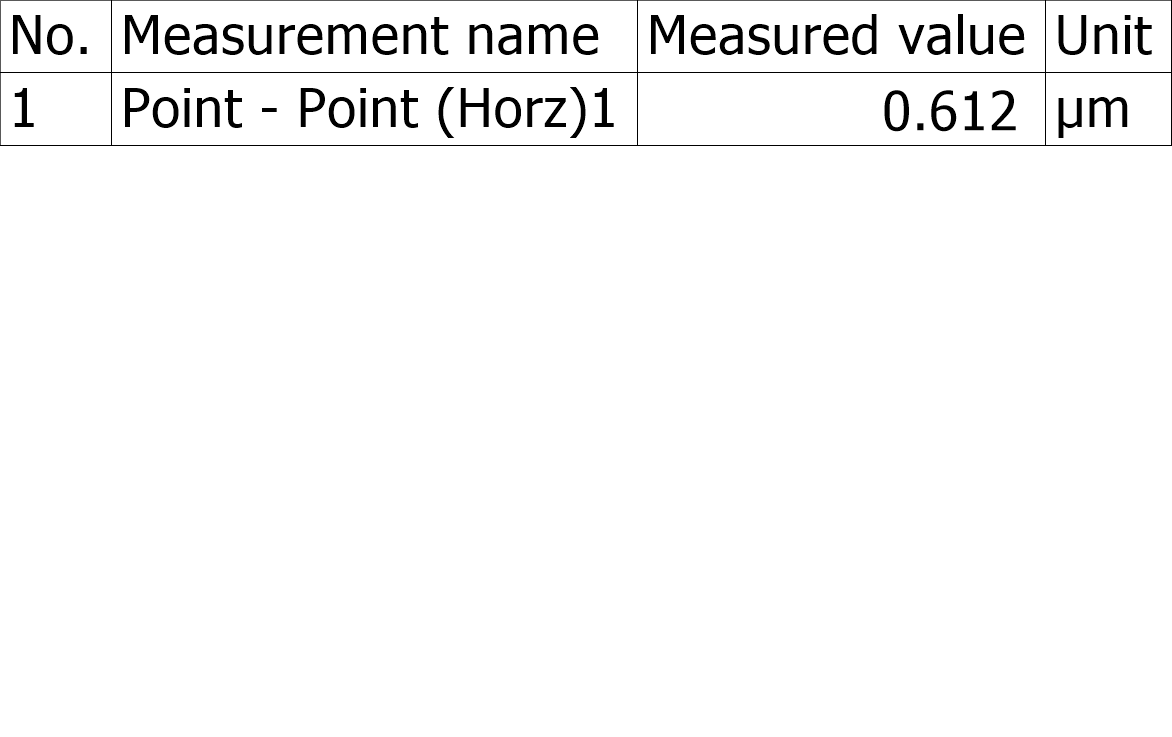 No. Measurement name Measured value Unit
1 Point - Point (Horz)1 0.612 µm